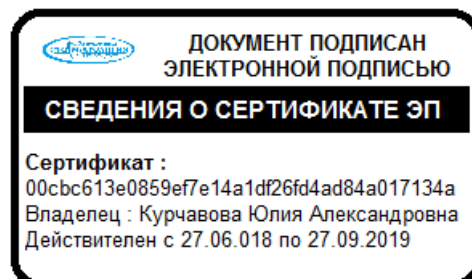 ДОКУМЕНТ ПОДПИСАН
ЭЛЕКТРОННОЙ ПОДПИСЬЮ
СВЕДЕНИЯ О СЕРТИФИКАТЕ ЭП
Сертификат :
00cbc613e0859ef7e14a1df26fd4ad84a017134a
Владелец : Курчавова Юлия Александровна
Действителен с 27.06.018 по 27.09.2019